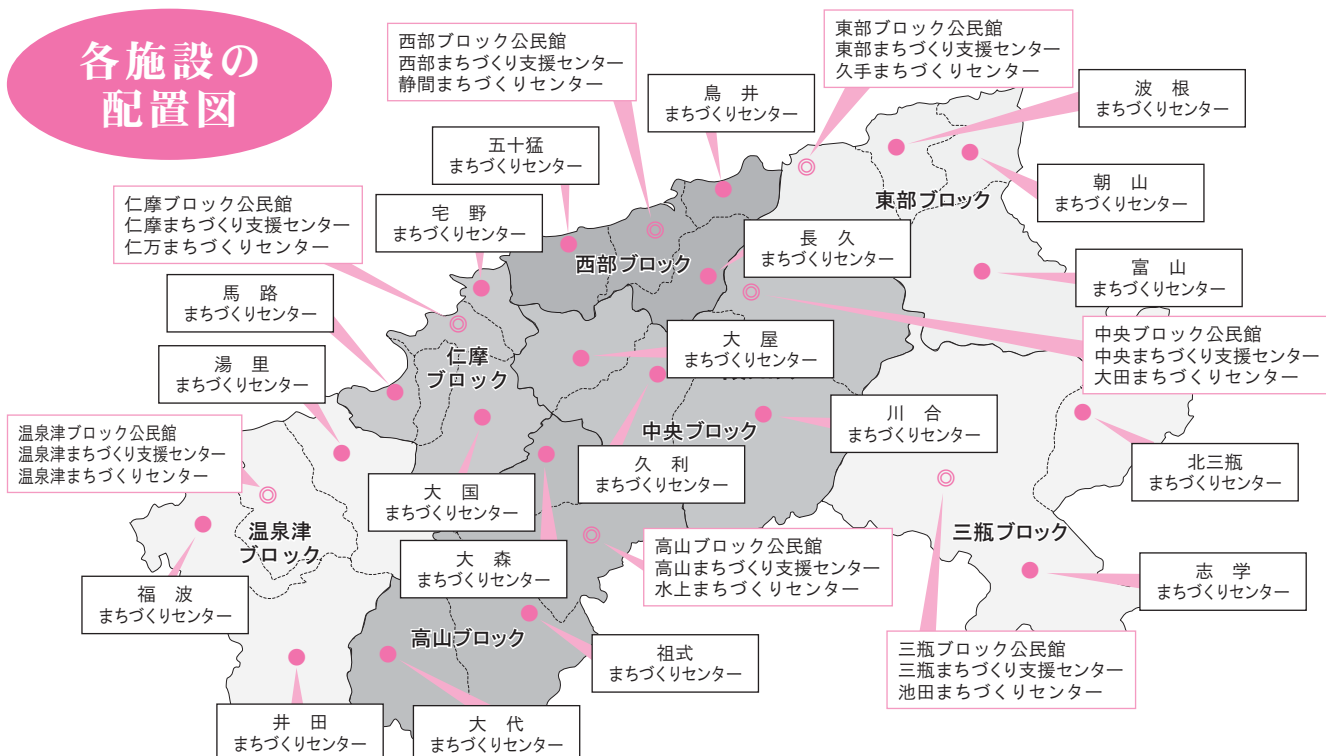 各施設の
配置図
西部ブロック公民館
西部まちづくり支援センター
静間まちづくりセンター
東部ブロック公民館
東部まちづくり支援センター
久手まちづくりセンター
鳥井
まちづくりセンター
波根
まちづくりセンター
五十猛
まちづくりセンター
朝山
まちづくりセンター
仁摩ブロック公民館
仁摩まちづくり支援センター
仁万まちづくりセンター
宅野
まちづくりセンター
東部ブロック
長久
まちづくりセンター
西部ブロック
富山
まちづくりセンター
馬路
まちづくりセンター
中央ブロック公民館
中央まちづくり支援センター
大田まちづくりセンター
大屋
まちづくりセンター
仁摩
ブロック
湯里
まちづくりセンター
川合
まちづくりセンター
中央ブロック
温泉津ブロック公民館
温泉津まちづくり支援センター
温泉津まちづくりセンター
北三瓶
まちづくりセンター
久利
まちづくりセンター
大国
まちづくりセンター
温泉津
ブロック
三瓶ブロック
高山ブロック公民館
高山まちづくり支援センター
水上まちづくりセンター
大森
まちづくりセンター
志学
まちづくりセンター
福波
まちづくりセンター
高山ブロック
祖式
まちづくりセンター
三瓶ブロック公民館
三瓶まちづくり支援センター
池田まちづくりセンター
井田
まちづくりセンター
大代
まちづくりセンター